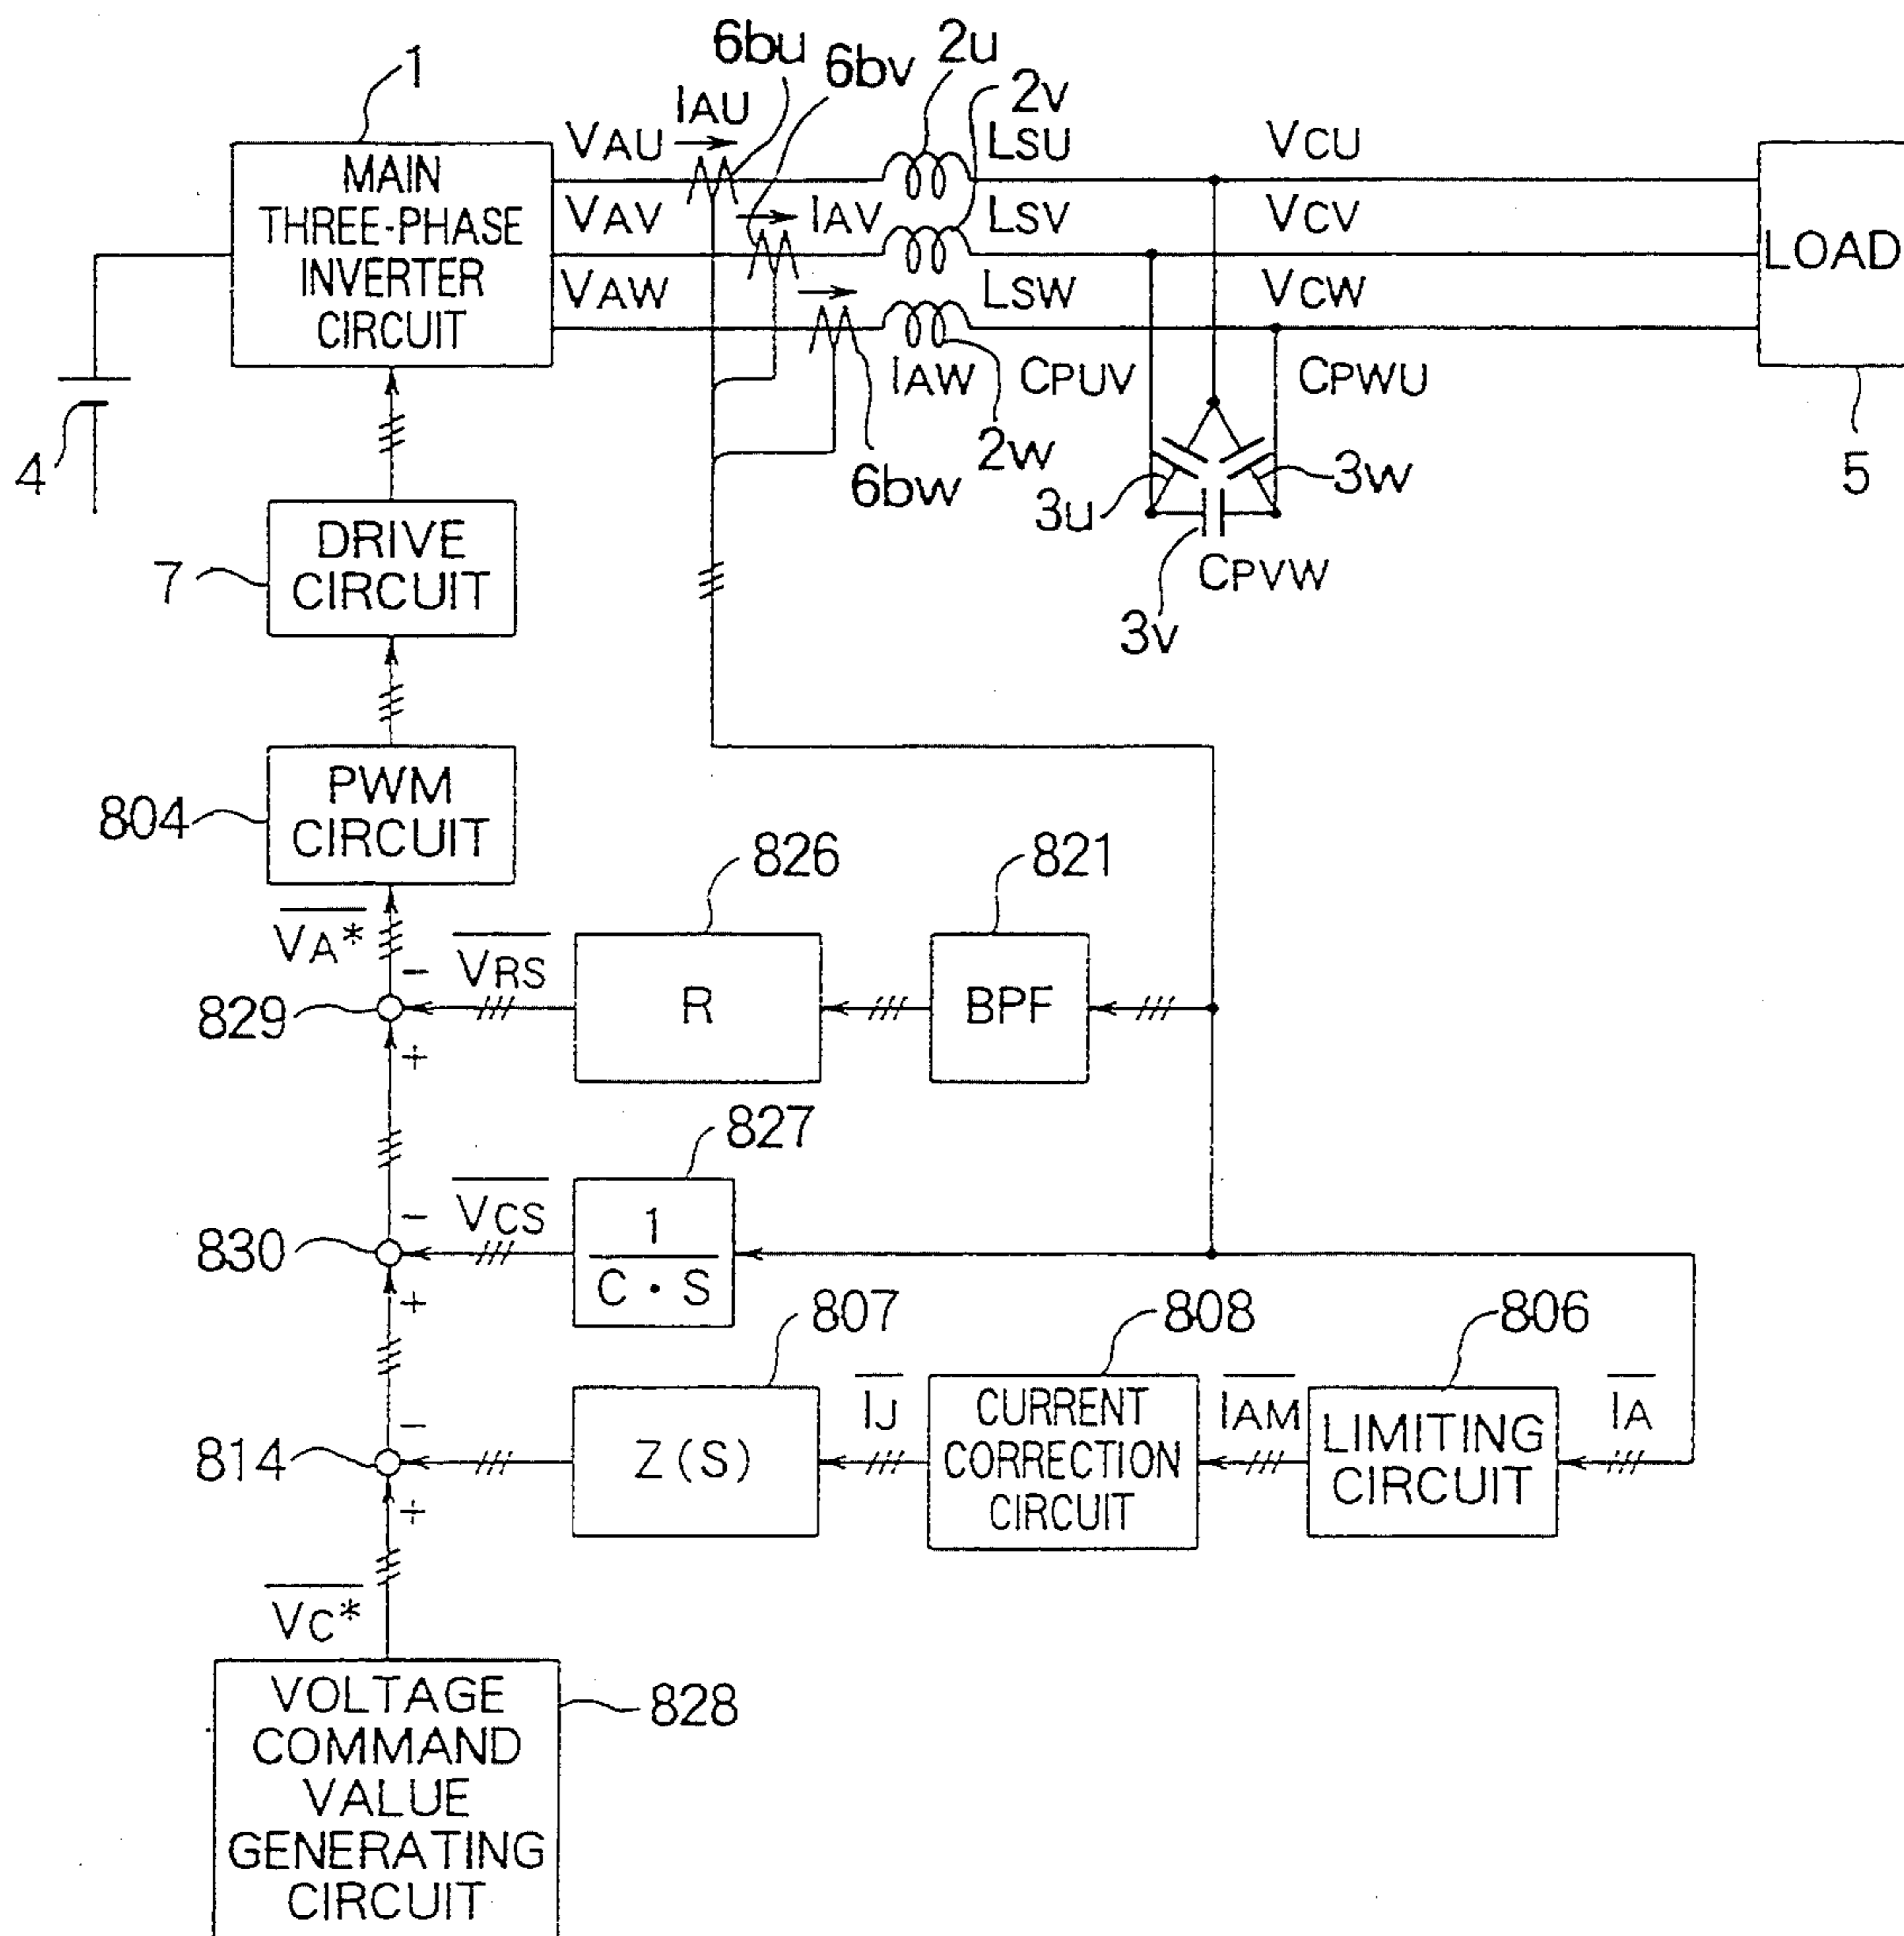 1
6bu
6bv
2u
2v
IAU
VAU
LSU
VCU
MAIN
THREE-PHASE
INVERTER
CIRCUIT
VAV
IAV
LSV
VCV
LOAD
VAW
LSW
VCW
IAW
CPUV
CPWU
4
2w
6bw
3u
3w
5
DRIVE
CIRCUIT
7
CPVW
3v
PWM
CIRCUIT
804
826
821
VA*
VRS
−
R
BPF
829
+
827
VCS
−
1
C · S
830
+
807
808
806
IJ
CURRENT
CORRECTION
CIRCUIT
IAM
LIMITING
CIRCUIT
IA
−
Z(S)
814
+
VC*
VOLTAGE
COMMAND
VALUE
GENERATING
CIRCUIT
828